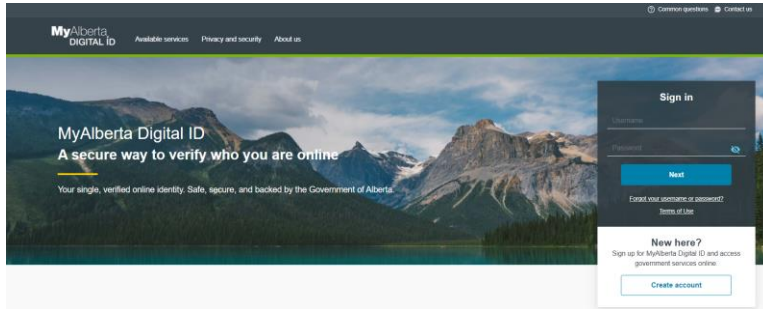 Common questions Contact us
MyAlberta
DIGITAL ID
Available services Privacy and security About us
Sign in
Username
Password
MyAlberta Digital ID
A secure way to verify who you are online
Next
Your single, verified online identity. Safe, secure, and backed by the Government of Alberta.
Forgot your username or password?
Terms of Use
New here?
Sign up for MyAlberta Digital ID and access
government services online
Create account